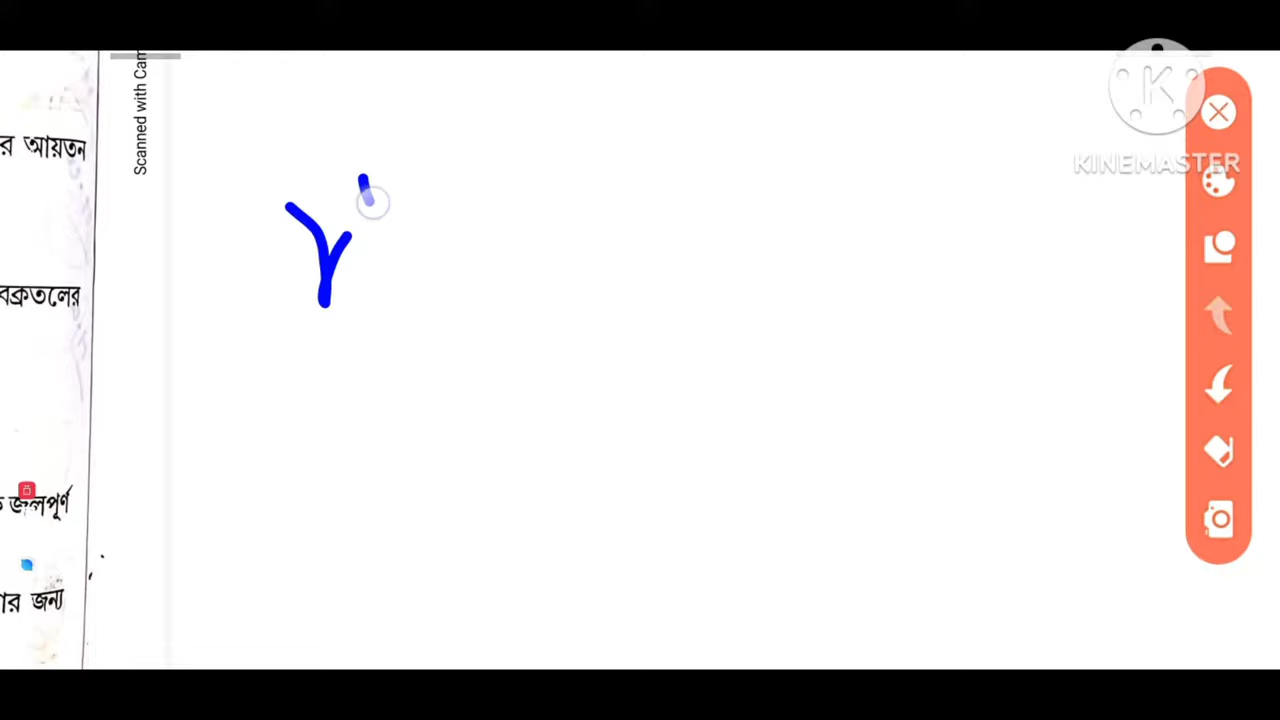 র আয়তন
বক্রতলের
জলপূর্ণ
ার জন্য
Scanned with Cam
γ'
KINEMASTER